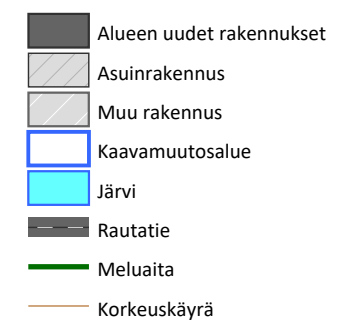 Alueen uudet rakennukset
Asuinrakennus
Muu rakennus
Kaavamuutosalue
Järvi
Rautatie
Meluaita
Korkeuskäyrä